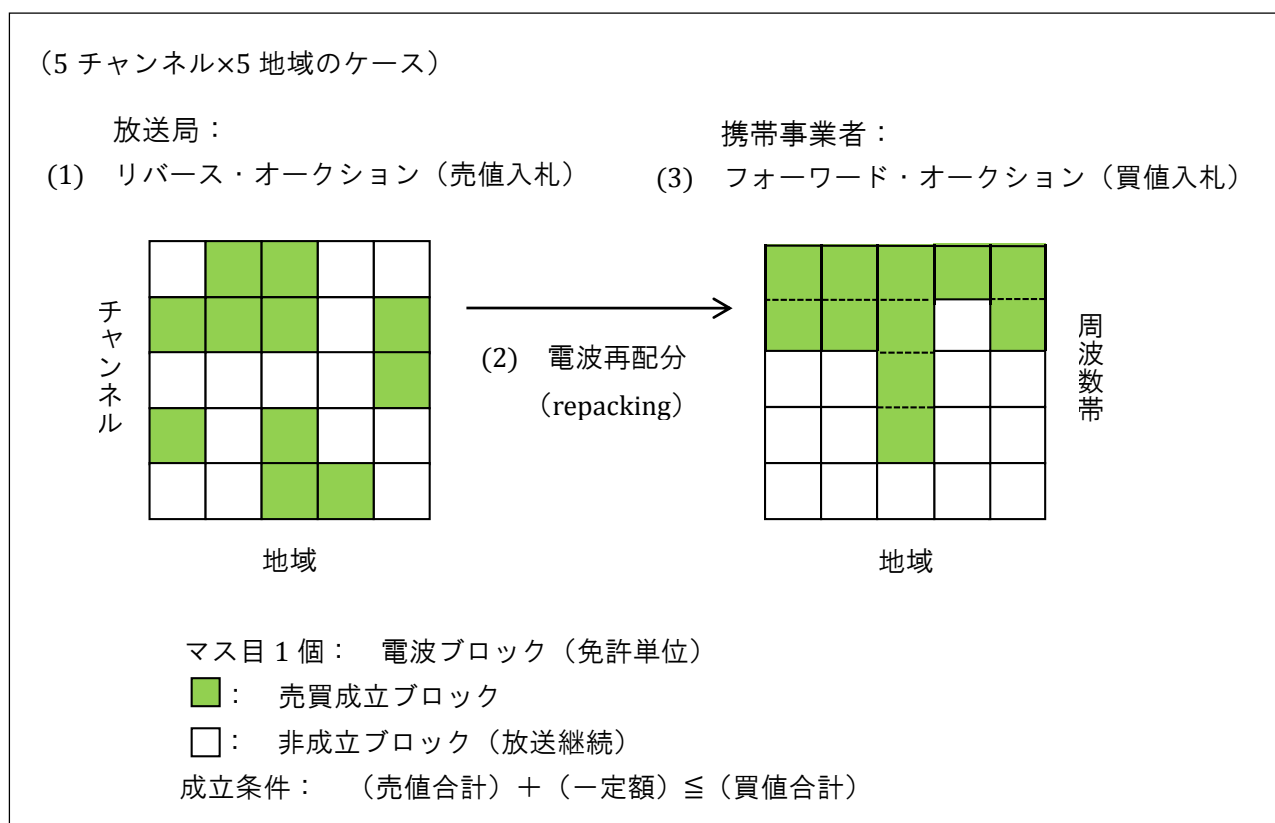 （5 チャンネル×5 地域のケース）
放送局：
(1) リバース・オークション（売値入札）
携帯事業者：
(3) フォーワード・オークション（買値入札）
チャンネル
(2) 電波再配分
（repacking）
周波数帯
地域
地域
マス目 1 個： 電波ブロック（免許単位）
： 売買成立ブロック
： 非成立ブロック（放送継続）
成立条件： （売値合計）＋（一定額）≦（買値合計）